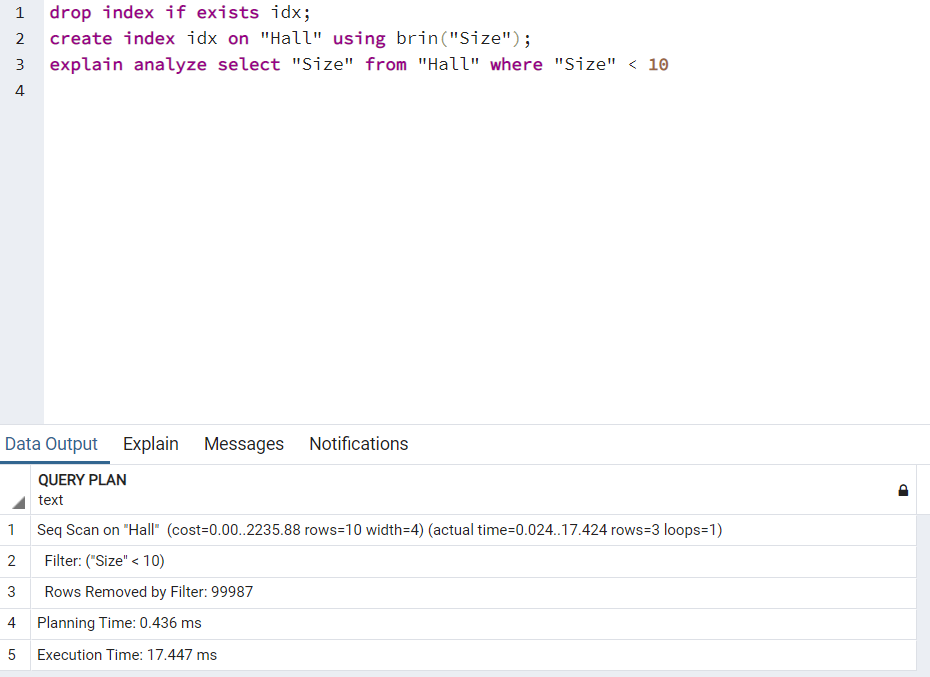 1 drop index if exists idx;
2 create index idx on "Hall" using brin("Size");
3 explain analyze select "Size" from "Hall" where "Size" < 10
4
Data Output Explain Messages Notifications
QUERY PLAN
text
1 Seq Scan on "Hall" (cost=0.00..2235.88 rows=10 width=4) (actual time=0.024..17.424 rows=3 loops=1)
2 Filter: ("Size" < 10)
3 Rows Removed by Filter: 99987
4 Planning Time: 0.436 ms
5 Execution Time: 17.447 ms